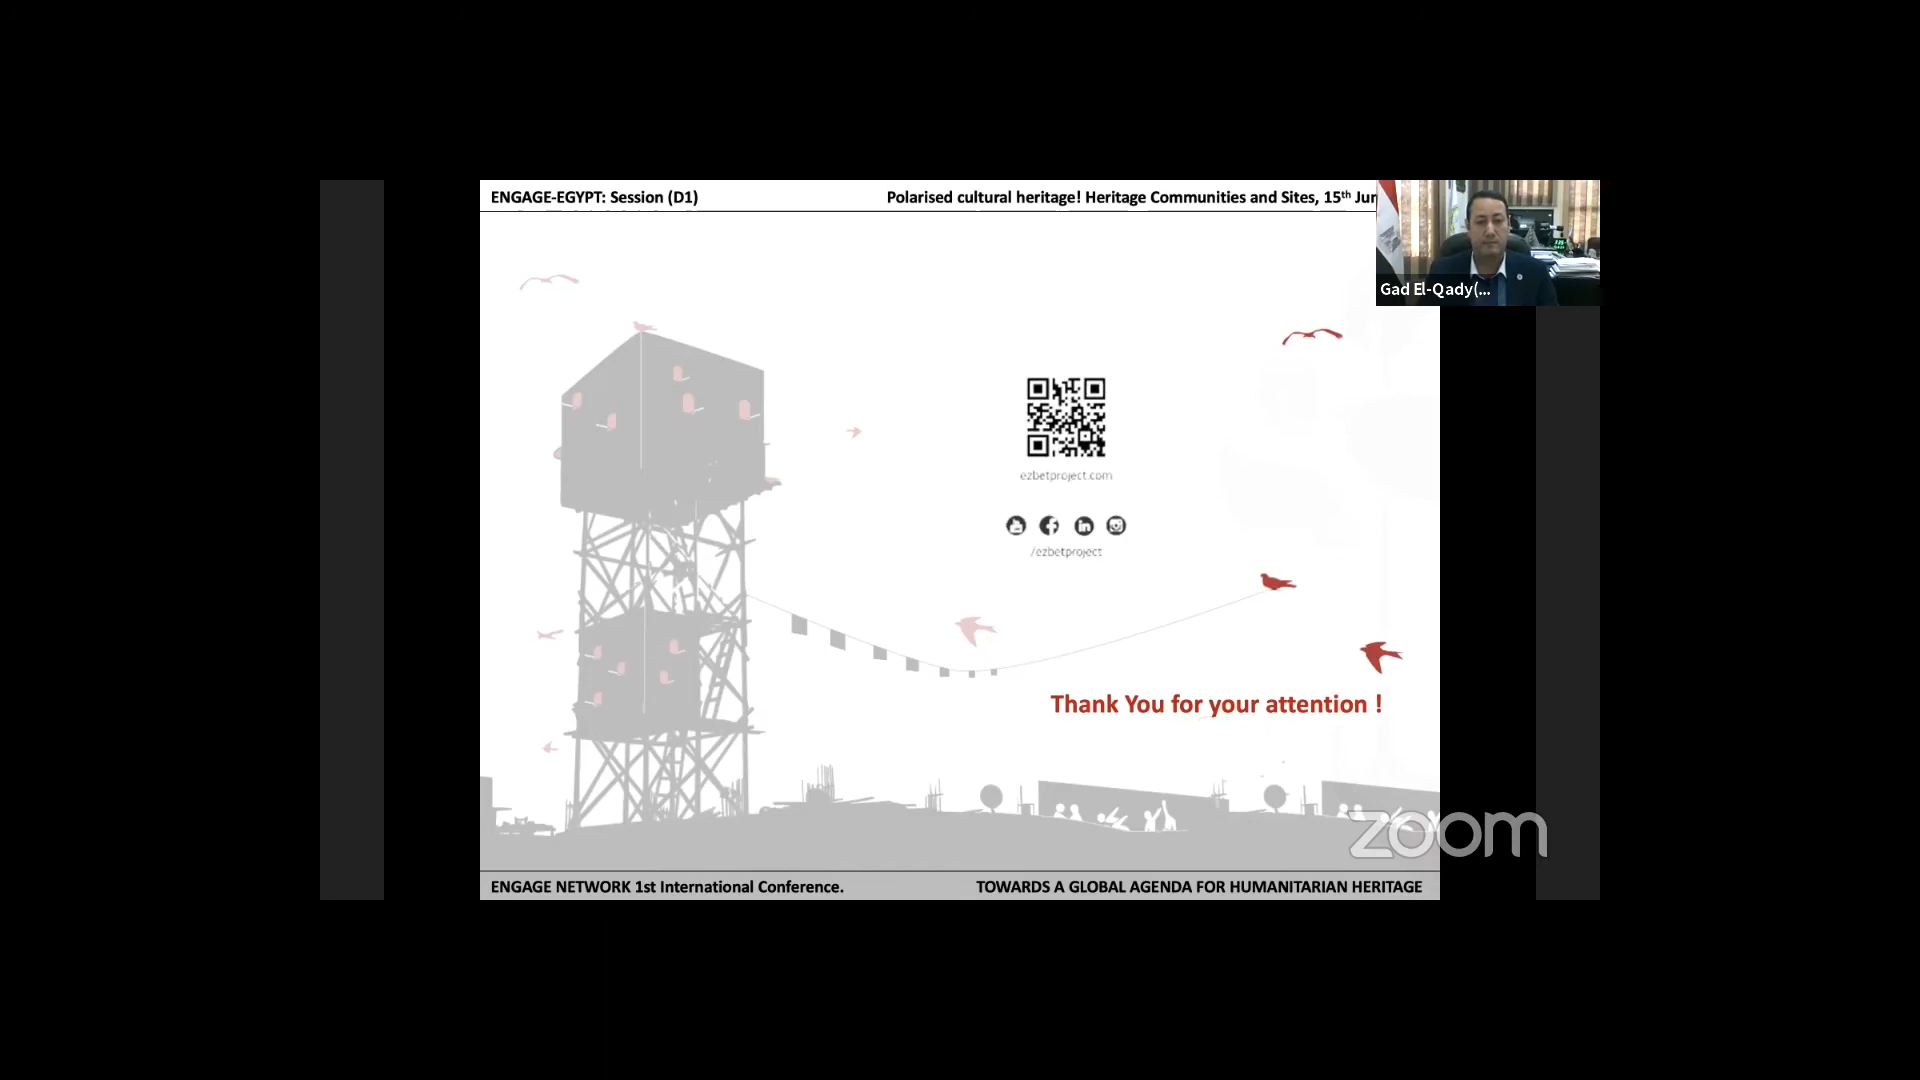 ENGAGE-EGYPT: Session (D1)
Polarised cultural heritage! Heritage Communities and Sites, 15th Jun
Gad El-Qady(...
ezbetproject.com
/ezbetproject
Thank You for your attention !
zoom
ENGAGE NETWORK 1st International Conference.
TOWARDS A GLOBAL AGENDA FOR HUMANITARIAN HERITAGE